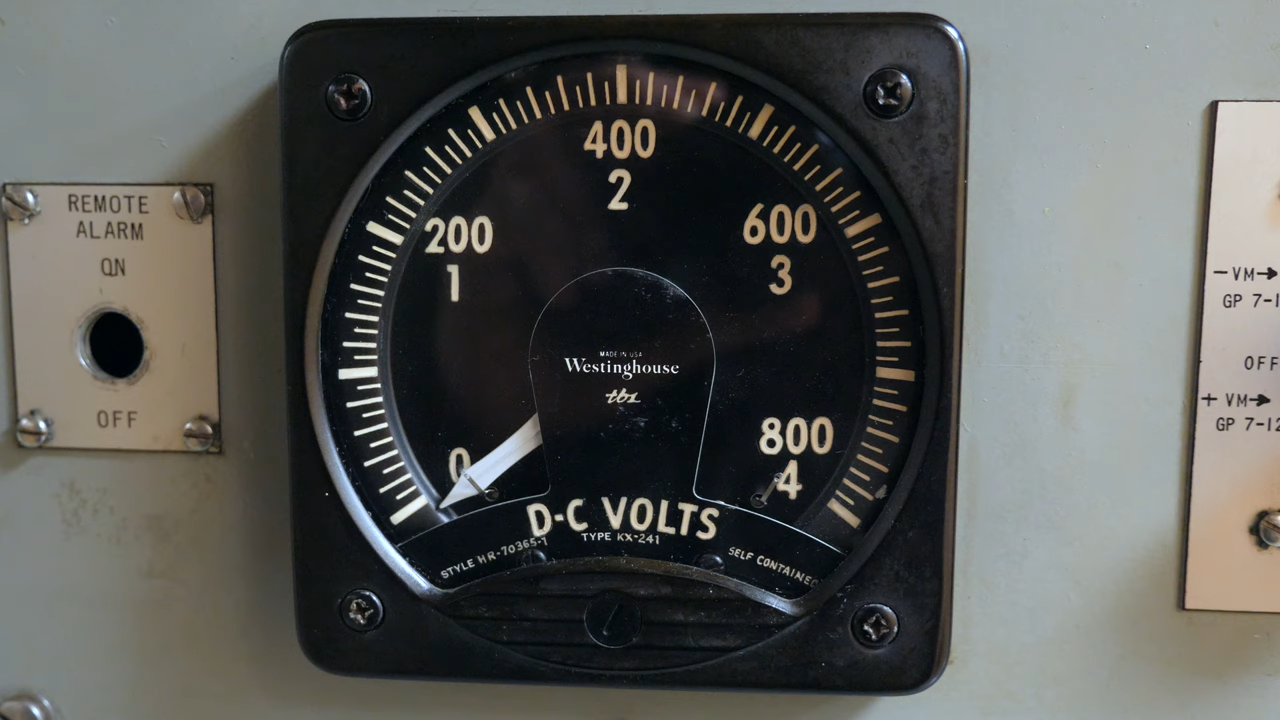 REMOTE
ALARM
ON
OFF
400
2
200
1
600
3
MADE IN USA
Westinghouse
tbs
0
800
4
D-C VOLTS
TYPE KX-241
STYLE HR-70365-1
SELF CONTAINED
-VM→
GP 7-1
OFF
+VM→
GP 7-12